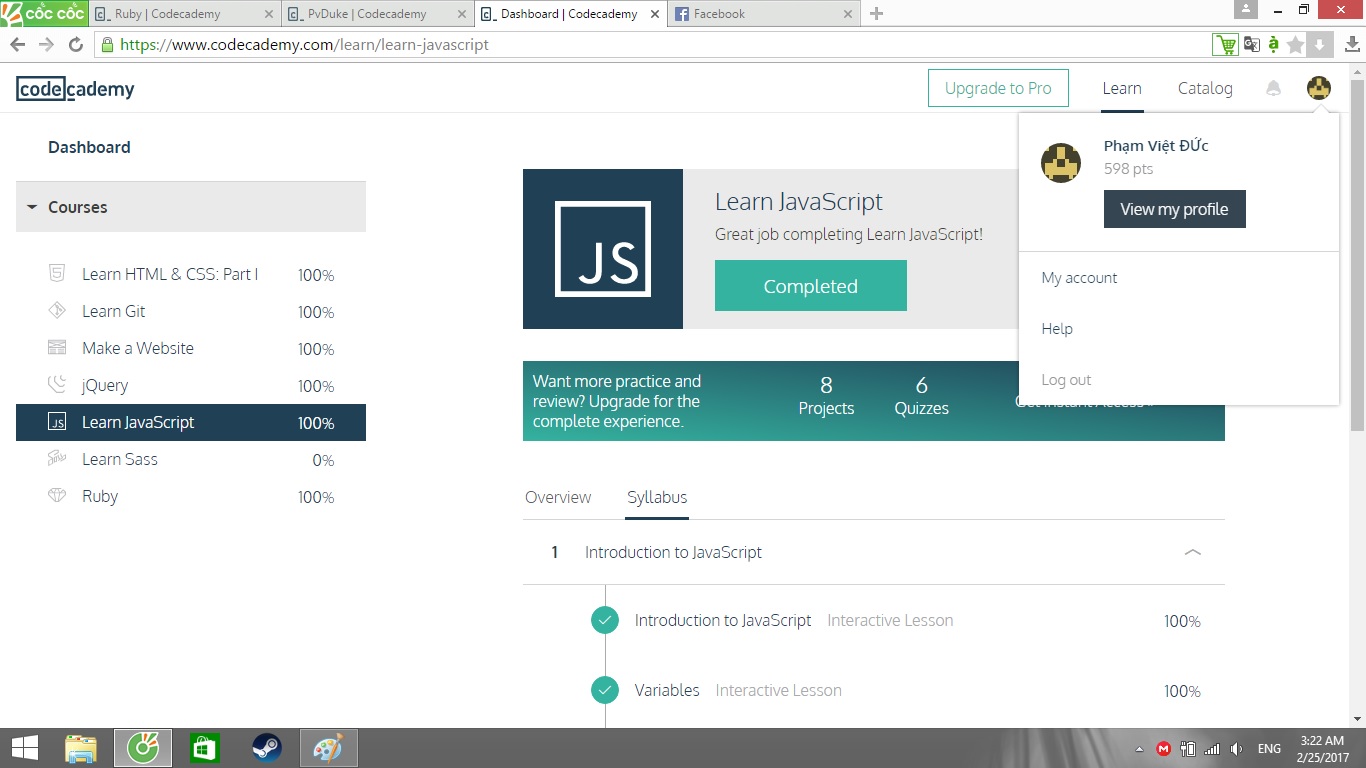 cốc cốc
Ruby | Codecademy
PvDuke | Codecademy
Dashboard | Codecademy
Facebook
https://www.codecademy.com/learn/learn-javascript
codecademy
Upgrade to Pro
Learn
Catalog
Phạm Việt ĐỨc
598 pts
View my profile
My account
Help
Log out
Dashboard
Courses
Learn HTML & CSS: Part I 100%
Learn Git 100%
Make a Website 100%
jQuery 100%
JS Learn JavaScript 100%
Learn Sass 0%
Ruby 100%
JS
Learn JavaScript
Great job completing Learn JavaScript!
Completed
Want more practice and
review? Upgrade for the
complete experience.
8
Projects
6
Quizzes
Overview
Syllabus
1 Introduction to JavaScript
Introduction to JavaScript Interactive Lesson 100%
Variables Interactive Lesson 100%
ENG
3:22 AM
2/25/2017